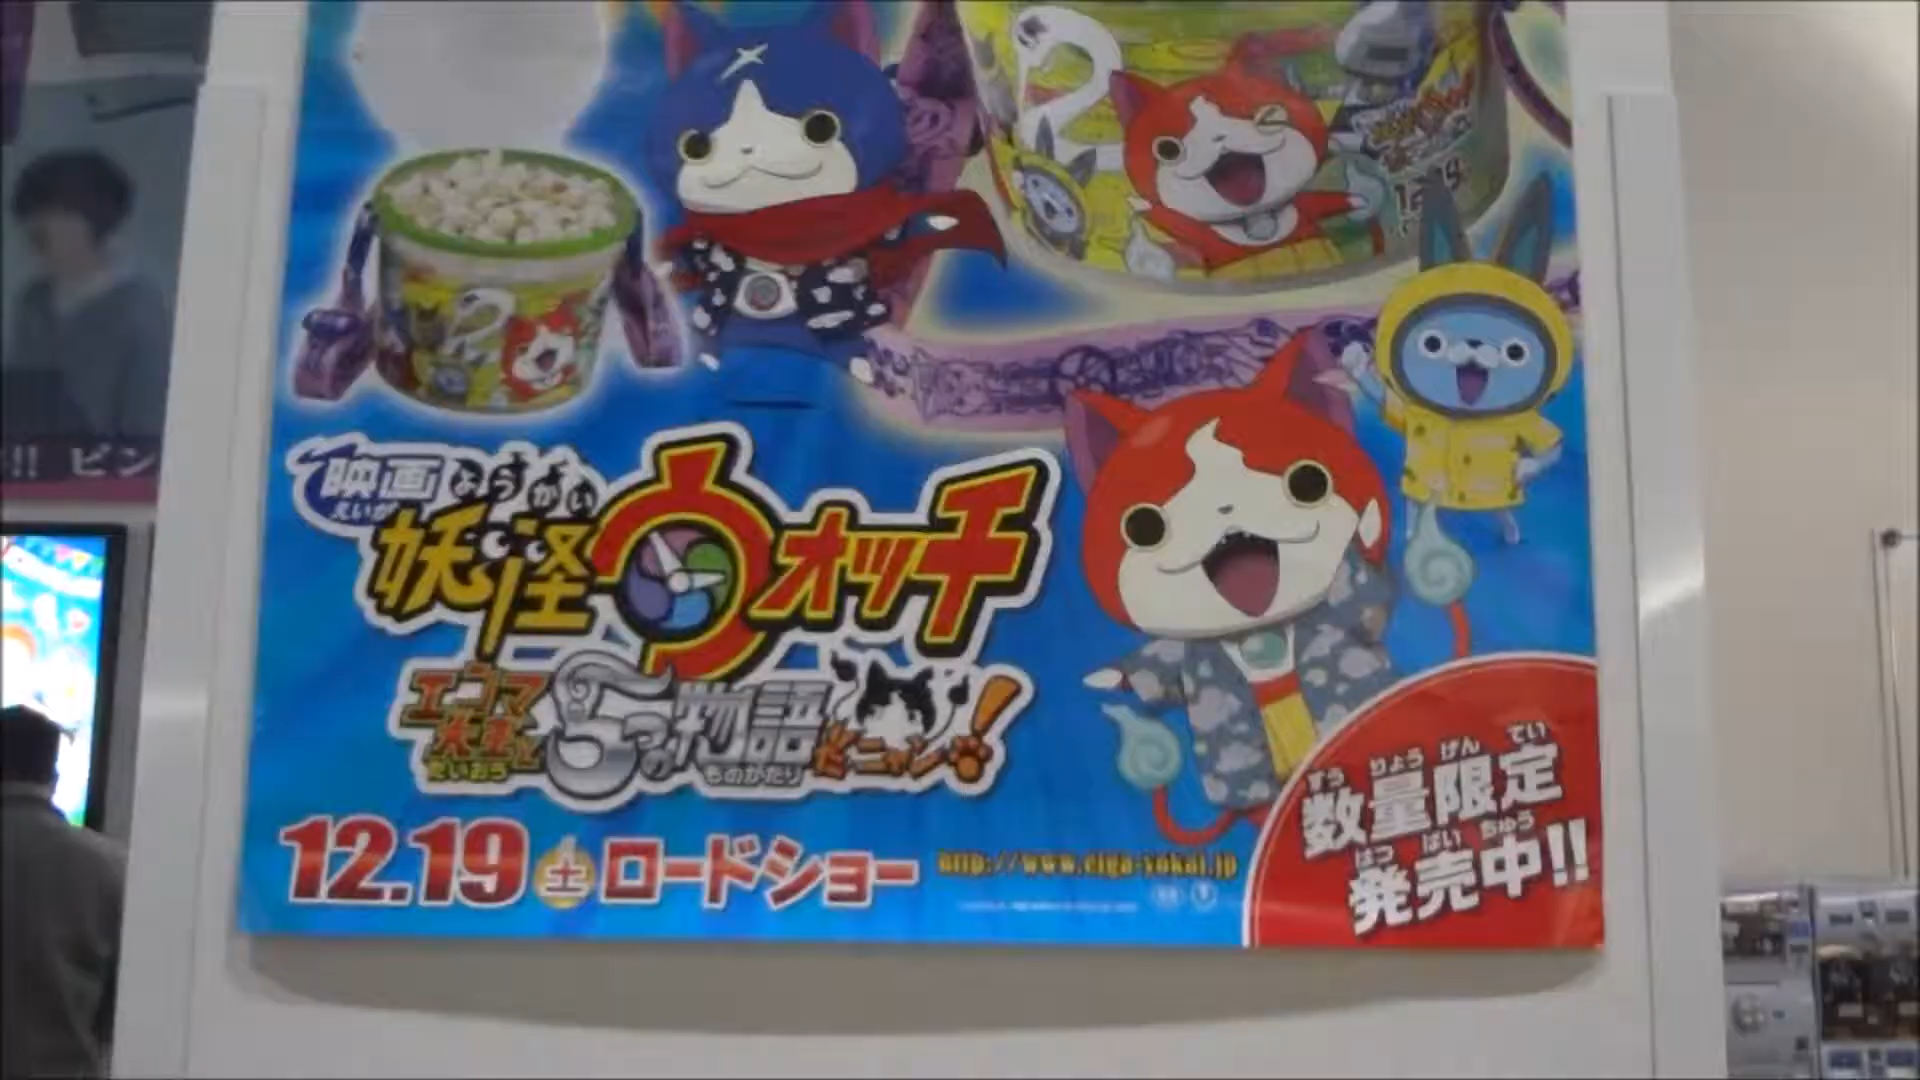 !! ピン
2
12.19
2
映画ようかい
えいが
妖怪ウォッチ
エンマ大王と5つの物語だニャン!
だいおう
ものがたり
12.19 土 ロードショー
http://www.eiga-yokai.jp
すう りょう げん てい
数量限定
はつ ばい ちゅう
発売中!!